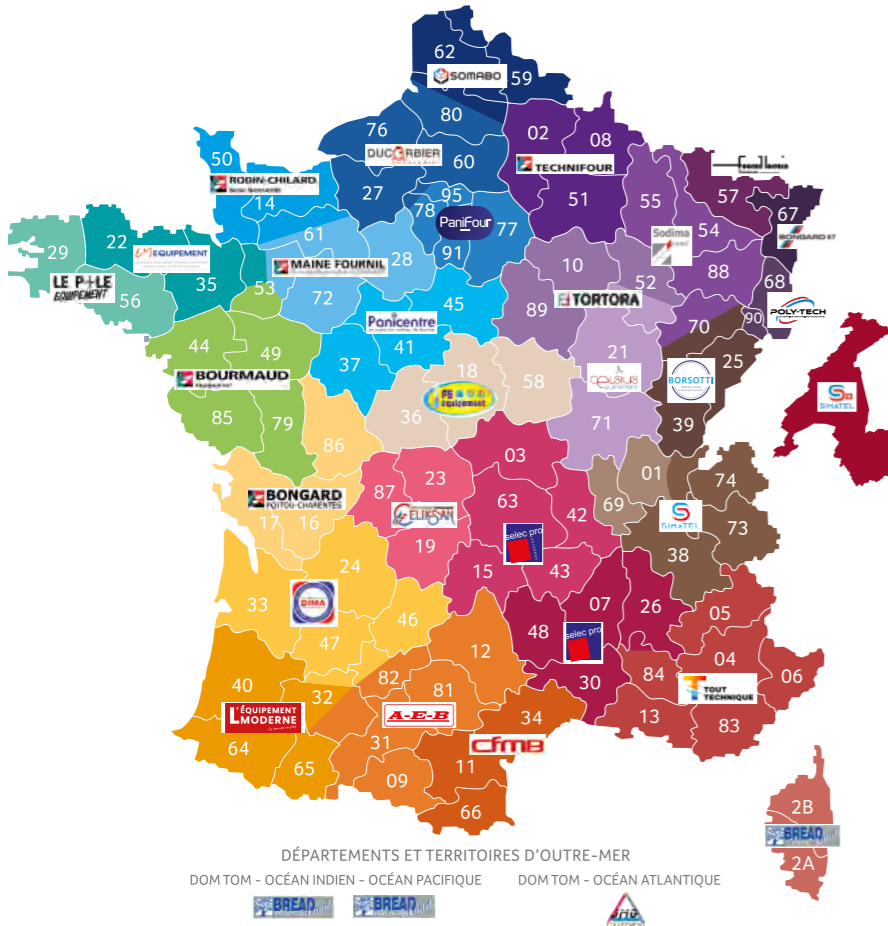 62
SOMABO
59
80
76
02
08
DUCORBIER
60
TECHNIFOUR
50
ROBIN-CHILARD
14
27
95
51
55
57
67
BONGARD 67
78
PaniFour
77
54
Sodima
29
22
EM EQUIPEMENT
61
28
91
10
52
88
68
LE PÔLE
EQUIPEMENT
56
35
53
MAINE FOURNIL
72
45
89
TORTORA
90
POLY-TECH
Panicentre
70
44
49
41
37
21
25
BOURMAUD
18
58
CELSIUS
BORSOTTI
PS
équipement
36
85
79
86
71
39
SIMATEL
03
01
74
23
87
BONGARD
POITOU-CHARENTES
17
16
CELIKSAN
63
42
69
SIMATEL
73
selec pro
19
38
24
15
43
33
DIMA
46
47
48
07
26
05
selec pro
12
04
40
32
82
81
30
84
06
TOUT
TECHNIQUE
L'ÉQUIPEMENT
MODERNE
A-E-B
34
13
83
64
31
CFMB
65
09
11
66
2B
BREAD
2A
DÉPARTEMENTS ET TERRITOIRES D'OUTRE-MER
DOM TOM - OCÉAN INDIEN - OCÉAN PACIFIQUE
DOM TOM - OCÉAN ATLANTIQUE
BREAD
BREAD
JMG